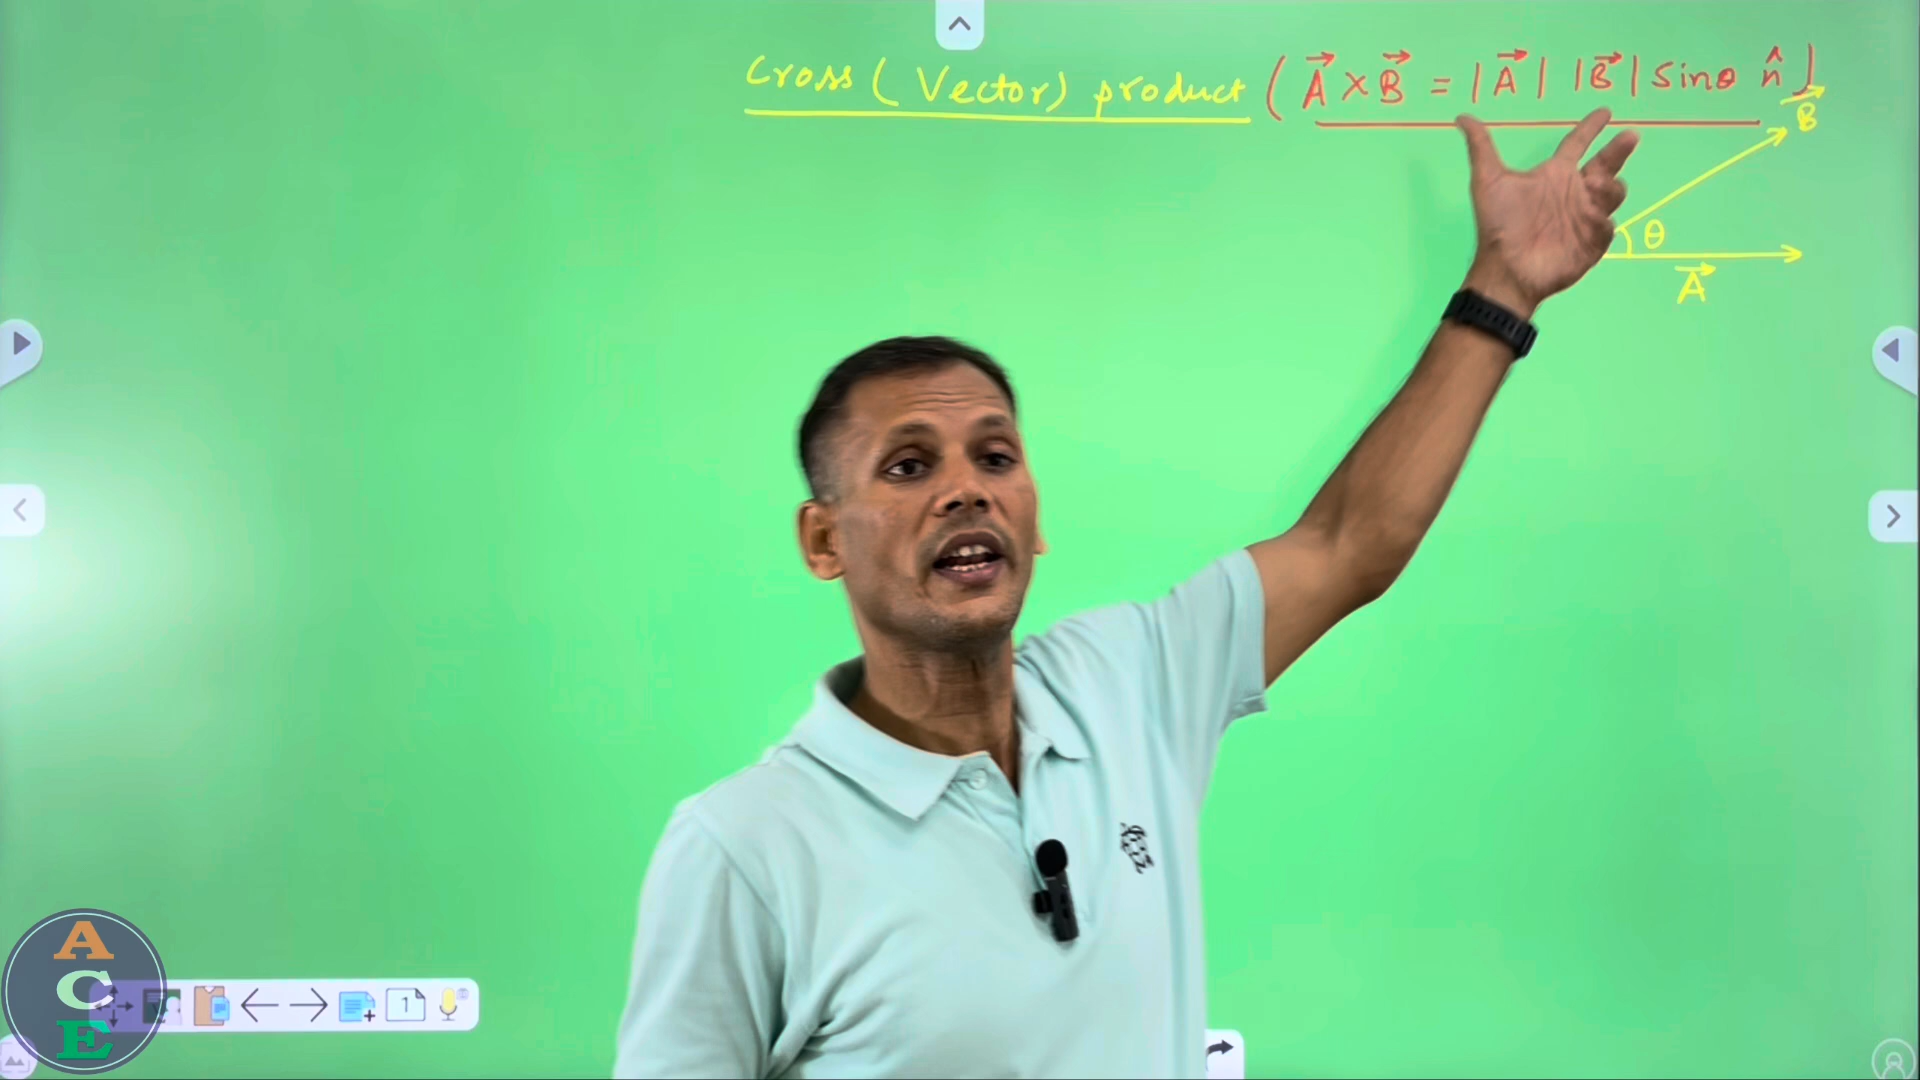 Cross (Vector) product ( A⃗ × B⃗ = |A⃗| |B⃗| Sinθ n̂ )
B⃗
θ
A⃗
1
A
C
E